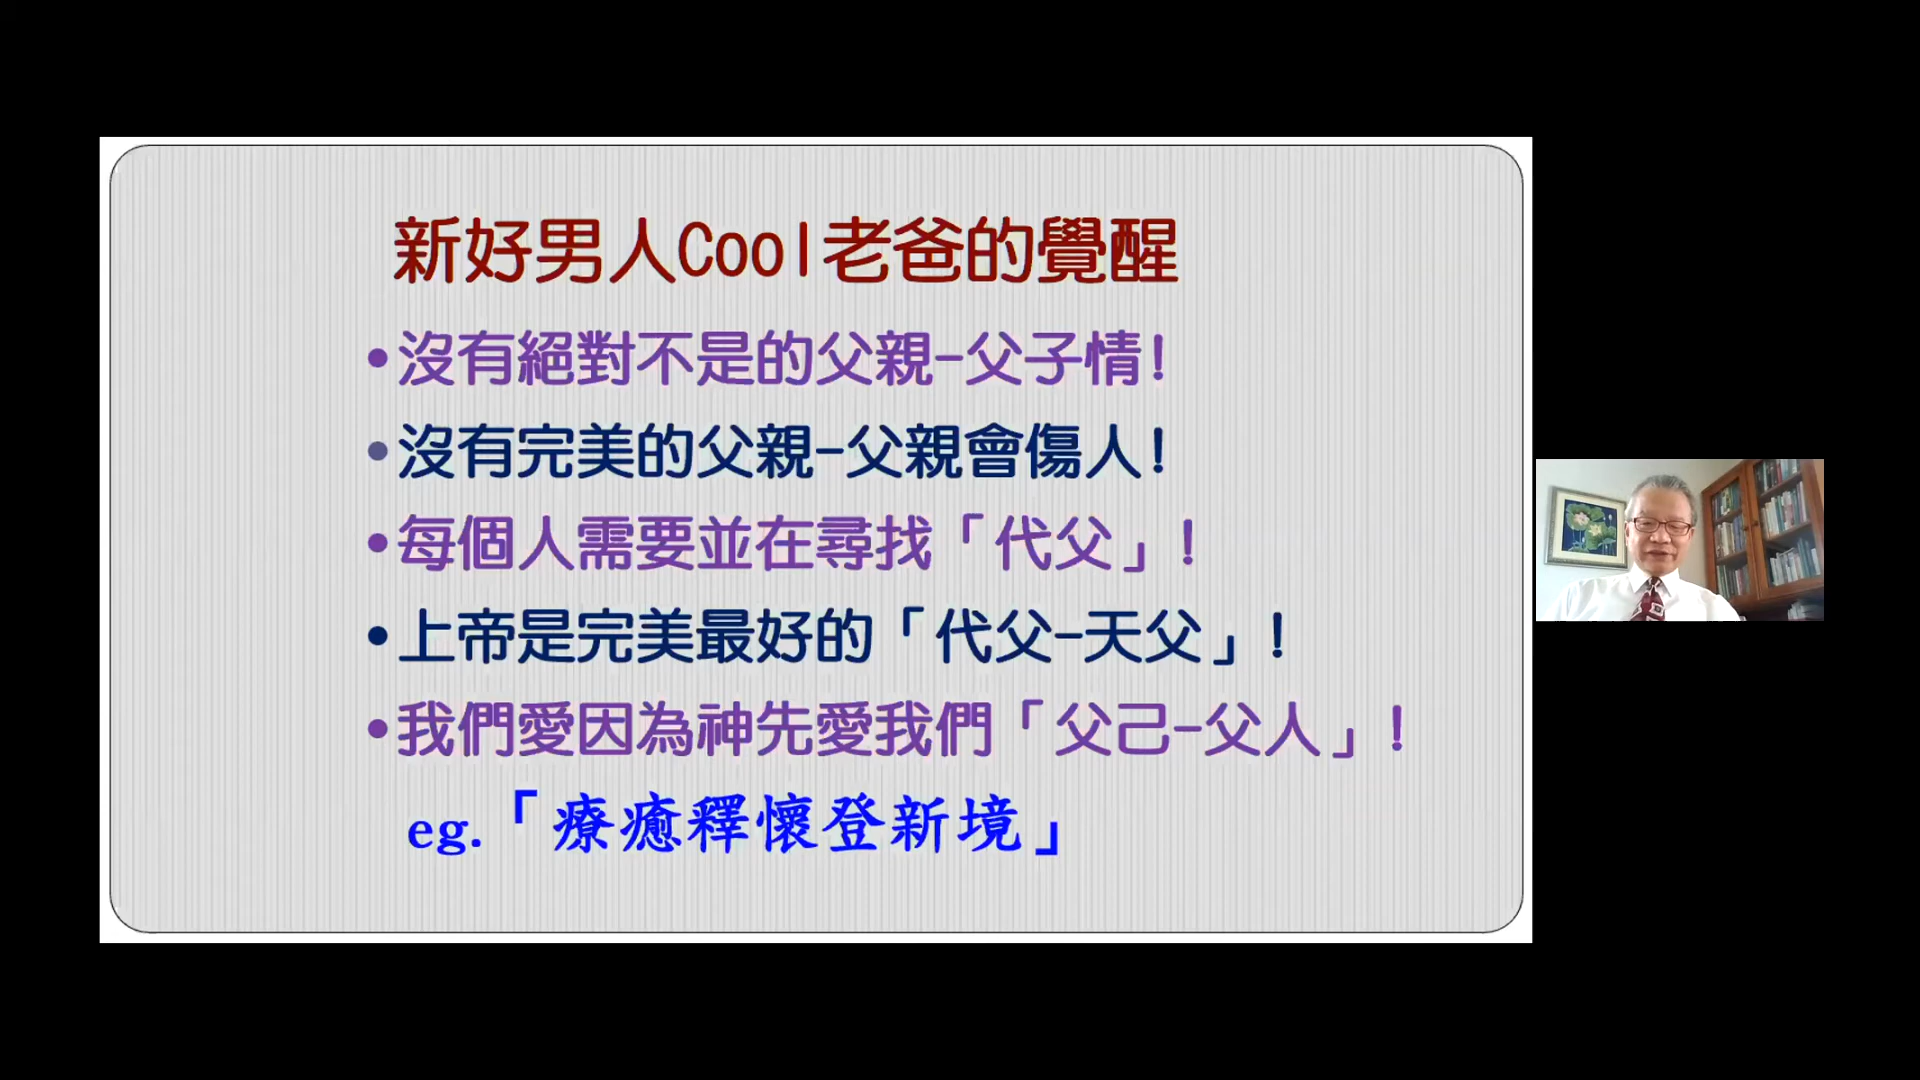 新好男人Cool老爸的覺醒
•沒有絕對不是的父親-父子情!
•沒有完美的父親-父親會傷人!
•每個人需要並在尋找「代父」!
•上帝是完美最好的「代父-天父」!
•我們愛因為神先愛我們「父己-父人」!
eg.「療癒釋懷登新境」